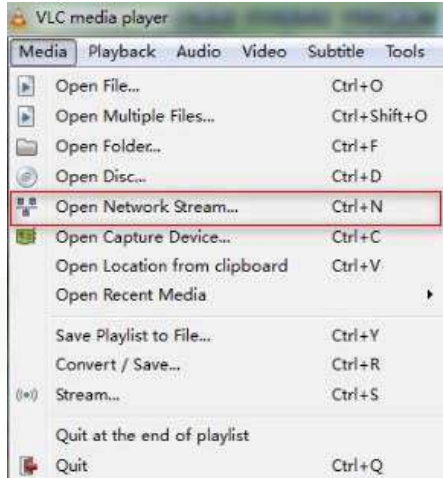 VLC media player
Media Playback Audio Video Subtitle Tools
Open File... Ctrl+O
Open Multiple Files... Ctrl+Shift+O
Open Folder... Ctrl+F
Open Disc... Ctrl+D
Open Network Stream... Ctrl+N
Open Capture Device... Ctrl+C
Open Location from clipboard Ctrl+V
Open Recent Media
Save Playlist to File... Ctrl+Y
Convert / Save... Ctrl+R
Stream... Ctrl+S
Quit at the end of playlist
Quit Ctrl+Q